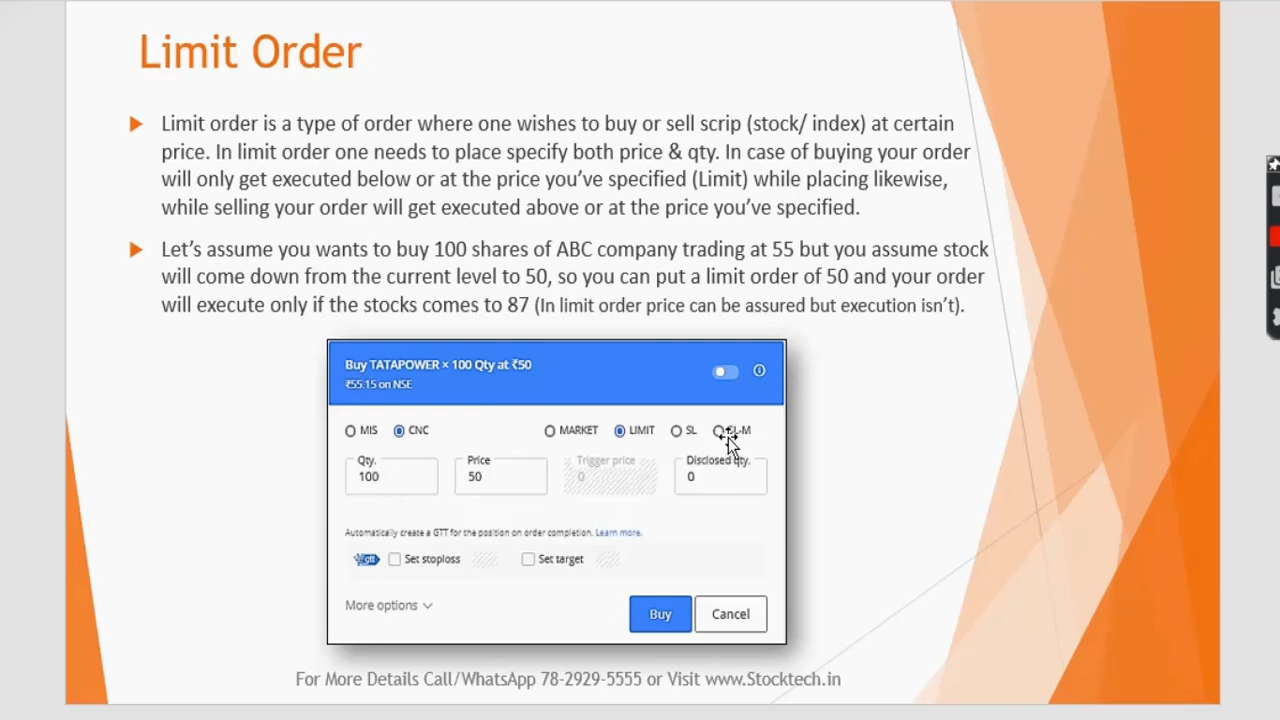 Limit Order
Limit order is a type of order where one wishes to buy or sell scrip (stock/ index) at certain
price. In limit order one needs to place specify both price & qty. In case of buying your order
will only get executed below or at the price you’ve specified (Limit) while placing likewise,
while selling your order will get executed above or at the price you’ve specified.
Let’s assume you wants to buy 100 shares of ABC company trading at 55 but you assume stock
will come down from the current level to 50, so you can put a limit order of 50 and your order
will execute only if the stocks comes to 87 (In limit order price can be assured but execution isn’t).
Buy TATAPOWER × 100 Qty at ₹50
₹55.15 on NSE
MIS CNC MARKET LIMIT SL SL-M
Qty. Price Trigger price Disclosed qty.
100 50 0 0
Automatically create a GTT for the position on order completion. Learn more.
GTT Set stoploss Set target
More options Buy Cancel
For More Details Call/WhatsApp 78-2929-5555 or Visit www.Stocktech.in